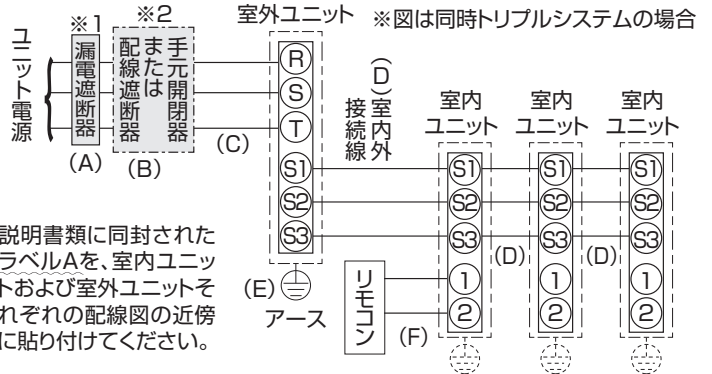 ※1
※2
室外ユニット
※図は同時トリプルシステムの場合
ユニット電源
漏電遮断器
手元開閉器
または
配線遮断器
(A)
(B)
(C)
R
S
T
S1
S2
S3
(D)室内外
接続線
室内
ユニット
室内
ユニット
室内
ユニット
S1
S2
S3
1
2
S1
S2
S3
1
2
S1
S2
S3
1
2
(D)
(D)
(E)
アース
リモコン
(F)
説明書類に同封された
ラベルAを、室内ユニッ
トおよび室外ユニットそ
れぞれの配線図の近傍
に貼り付けてください。